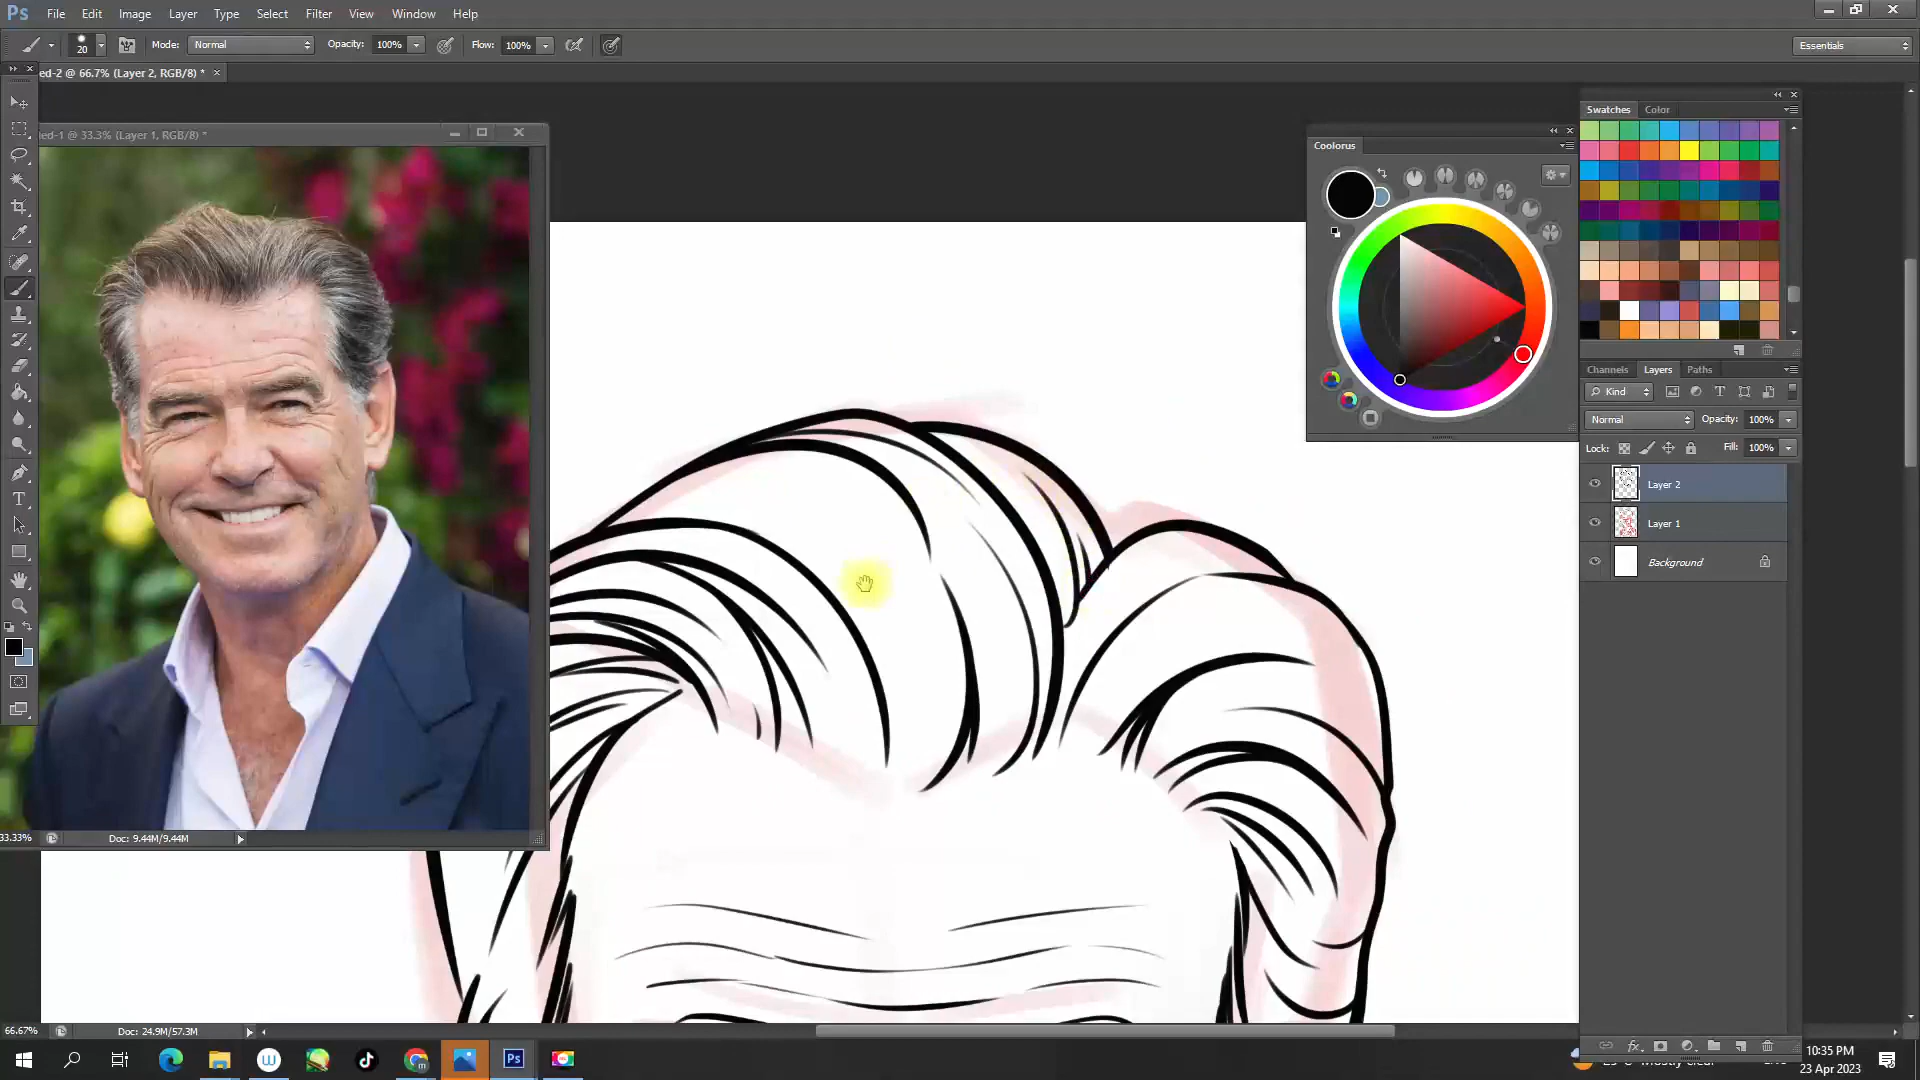 Ps File Edit Image Layer Type Select Filter View Window Help
20 Mode: Normal Opacity: 100% Flow: 100% Essentials
ed-2 @ 66.7% (Layer 2, RGB/8) *
Swatches Color
led-1 @ 33.3% (Layer 1, RGB/8) *
Coolorus
Channels Layers Paths
Kind
Normal Opacity: 100%
Lock: Fill: 100%
Layer 2
Layer 1
Background
33.33% Doc: 9.44M/9.44M
66.67% Doc: 24.9M/57.3M
10:35 PM
23 Apr 2023